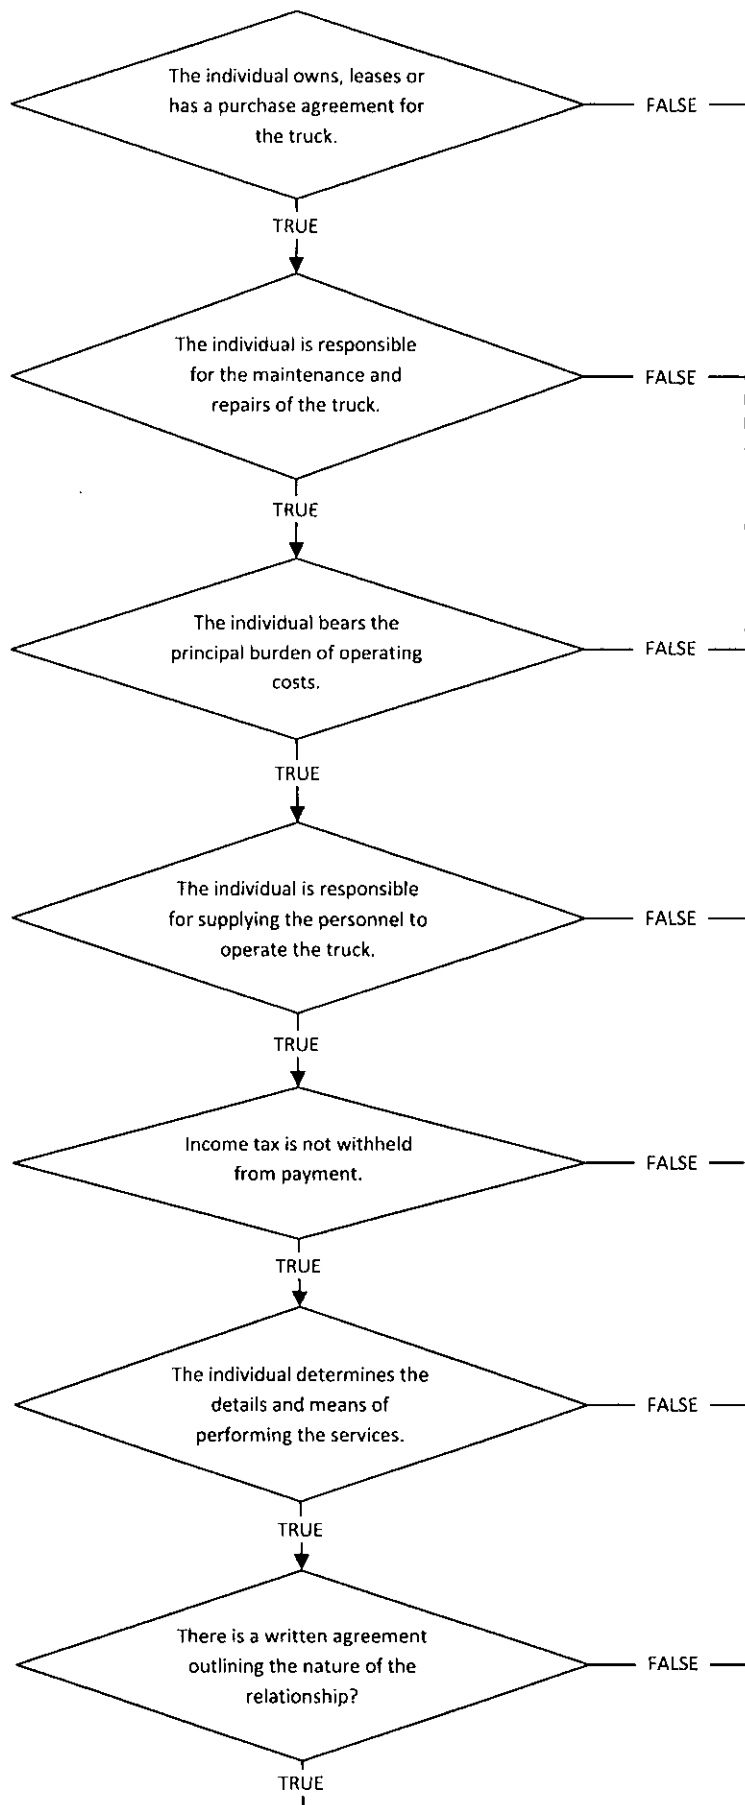 The individual owns, leases or
has a purchase agreement for
the truck.
FALSE
TRUE
The individual is responsible
for the maintenance and
repairs of the truck.
FALSE
TRUE
The individual bears the
principal burden of operating
costs.
FALSE
TRUE
The individual is responsible
for supplying the personnel to
operate the truck.
FALSE
TRUE
Income tax is not withheld
from payment.
FALSE
TRUE
The individual determines the
details and means of
performing the services.
FALSE
TRUE
There is a written agreement
outlining the nature of the
relationship?
FALSE
TRUE